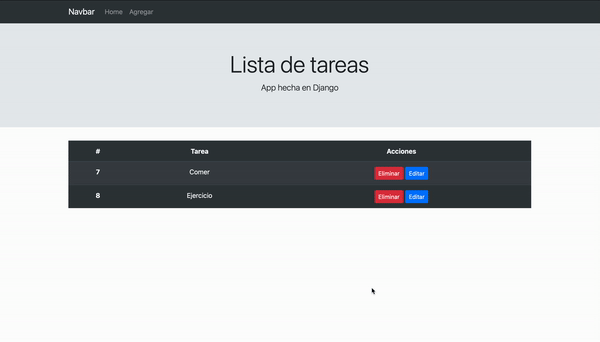 Navbar Home Agregar
Lista de tareas
App hecha en Django
# Tarea Acciones
7 Comer Eliminar Editar
8 Ejercicio Eliminar Editar